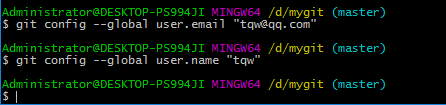 Administrator@DESKTOP-PS994JI MINGW64 /d/mygit (master)
$ git config --global user.email "tqw@qq.com"
Administrator@DESKTOP-PS994JI MINGW64 /d/mygit (master)
$ git config --global user.name "tqw"
Administrator@DESKTOP-PS994JI MINGW64 /d/mygit (master)
$